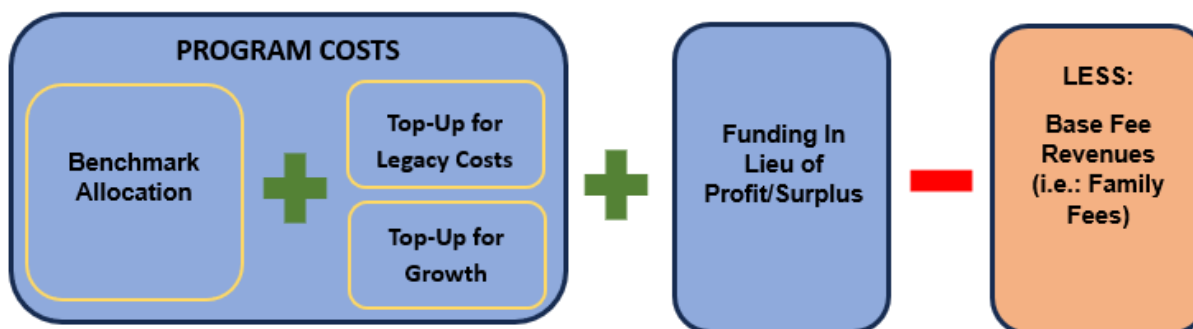 PROGRAM COSTS
Benchmark
Allocation
Top-Up for
Legacy Costs
Top-Up for
Growth
Funding In
Lieu of
Profit/Surplus
LESS:
Base Fee
Revenues
(i.e.: Family
Fees)